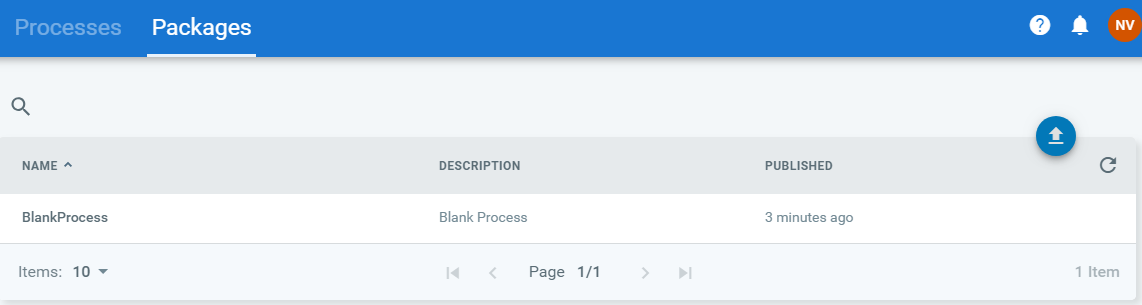 Processes Packages ? NV
NAME DESCRIPTION PUBLISHED
BlankProcess Blank Process 3 minutes ago
Items: 10 Page 1/1 1 Item